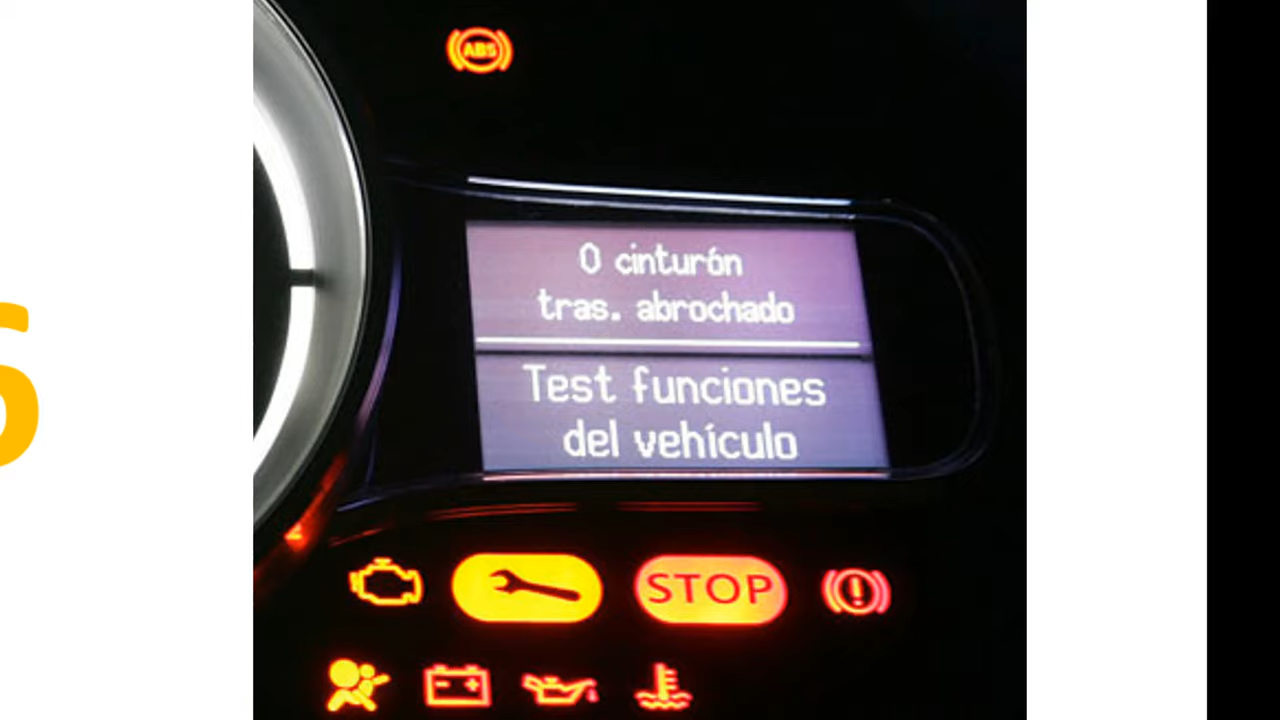 ABS
0 cinturón
tras. abrochado
Test funciones
del vehículo
STOP